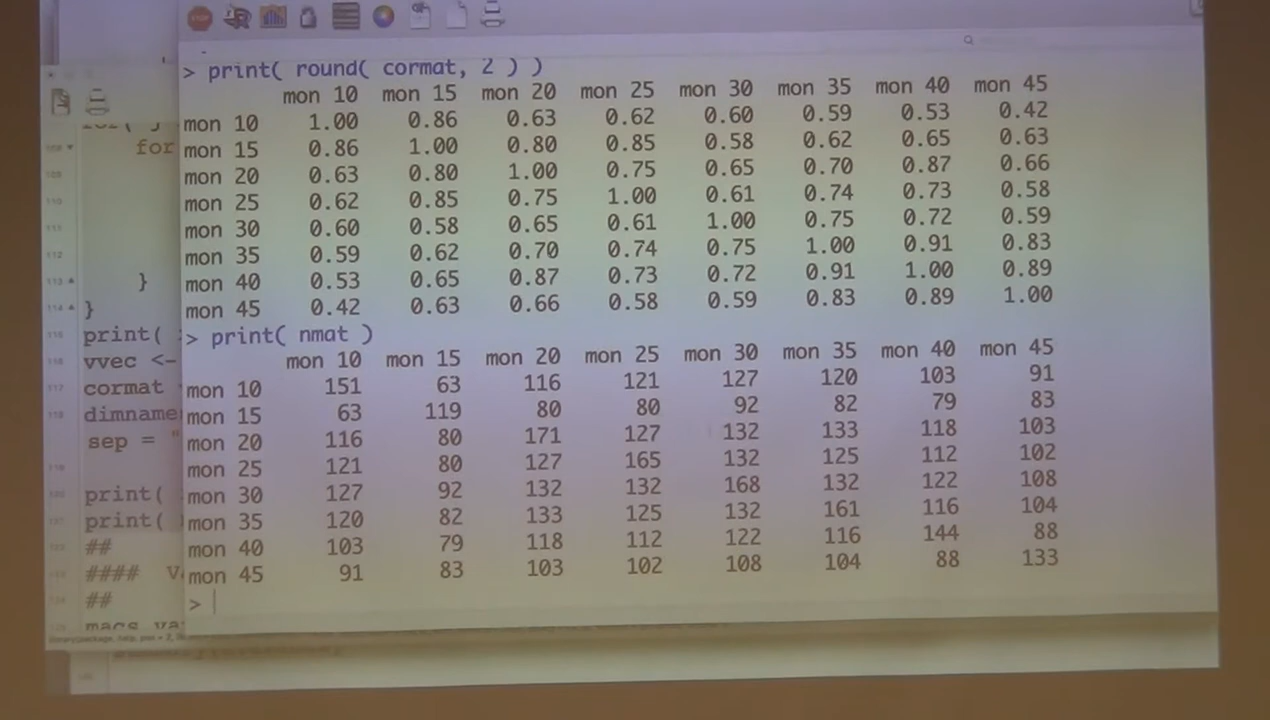 > print( round( cormat, 2 ) )
mon 10 mon 15 mon 20 mon 25 mon 30 mon 35 mon 40 mon 45
mon 10 1.00 0.86 0.63 0.62 0.60 0.59 0.53 0.42
mon 15 0.86 1.00 0.80 0.85 0.58 0.62 0.65 0.63
mon 20 0.63 0.80 1.00 0.75 0.65 0.70 0.87 0.66
mon 25 0.62 0.85 0.75 1.00 0.61 0.74 0.73 0.58
mon 30 0.60 0.58 0.65 0.61 1.00 0.75 0.72 0.59
mon 35 0.59 0.62 0.70 0.74 0.75 1.00 0.91 0.83
mon 40 0.53 0.65 0.87 0.73 0.72 0.91 1.00 0.89
mon 45 0.42 0.63 0.66 0.58 0.59 0.83 0.89 1.00
> print( nmat )
mon 10 mon 15 mon 20 mon 25 mon 30 mon 35 mon 40 mon 45
mon 10 151 63 116 121 127 120 103 91
mon 15 63 119 80 80 92 82 79 83
mon 20 116 80 171 127 132 133 118 103
mon 25 121 80 127 165 132 125 112 102
mon 30 127 92 132 132 168 132 122 108
mon 35 120 82 133 125 132 161 116 104
mon 40 103 79 118 112 122 116 144 88
mon 45 91 83 103 102 108 104 88 133
>
for
}
}
print(
vvec <-
cormat
dimname
sep = "
print(
print(
##
#### V
##
macs va